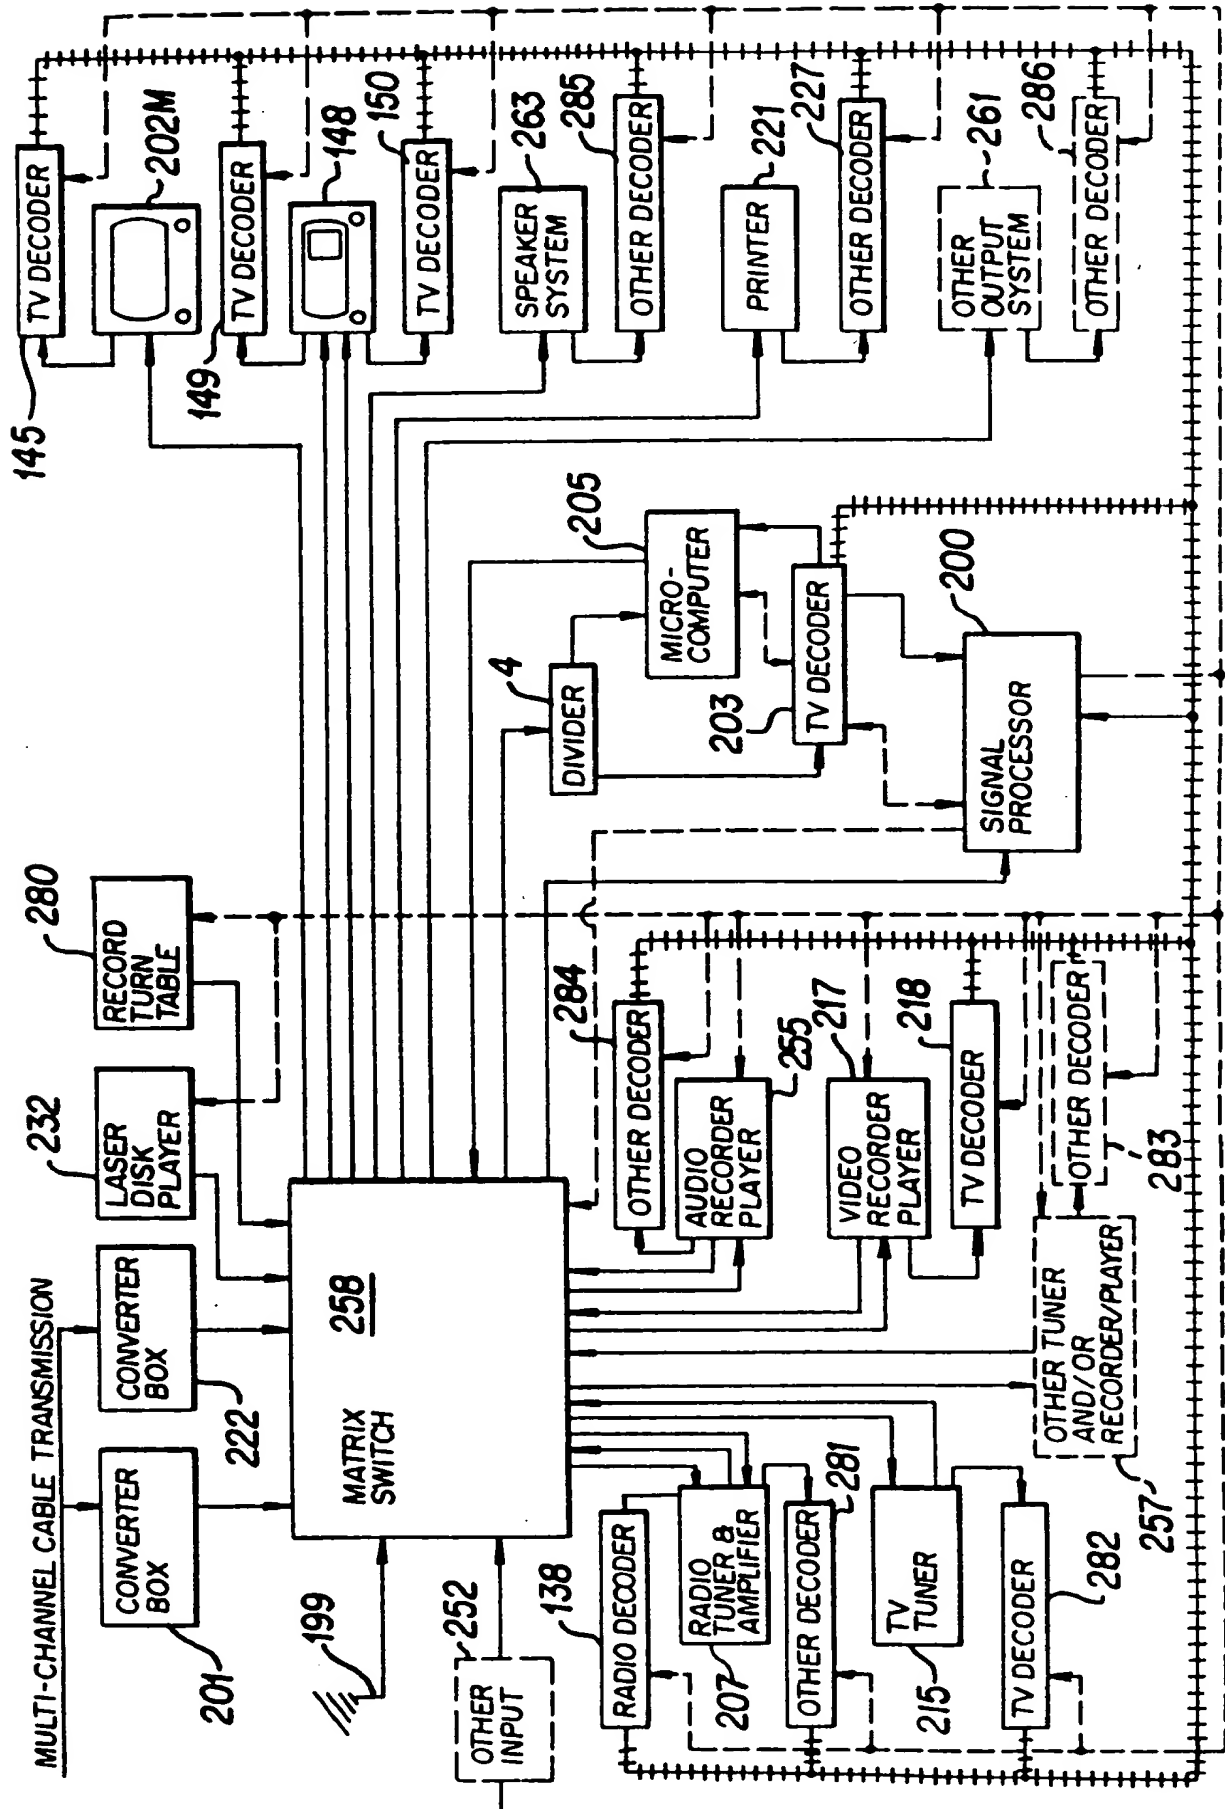 MULTI-CHANNEL CABLE TRANSMISSION
201
CONVERTER
BOX
222
CONVERTER
BOX
232
LASER
DISK
PLAYER
280
RECORD
TURN
TABLE
199
252
OTHER
INPUT
258
MATRIX
SWITCH
145
TV DECODER
202M
149
TV DECODER
148
150
TV DECODER
263
SPEAKER
SYSTEM
285
OTHER DECODER
221
PRINTER
227
OTHER DECODER
261
OTHER
OUTPUT
SYSTEM
286
OTHER DECODER
4
DIVIDER
205
MICRO-
COMPUTER
203
TV DECODER
200
SIGNAL
PROCESSOR
138
RADIO DECODER
207
RADIO
TUNER &
AMPLIFIER
281
OTHER DECODER
215
TV
TUNER
282
TV DECODER
284
OTHER DECODER
255
AUDIO
RECORDER
PLAYER
217
VIDEO
RECORDER
PLAYER
218
TV DECODER
257
OTHER TUNER
AND/OR
RECORDER/PLAYER
283
OTHER DECODER